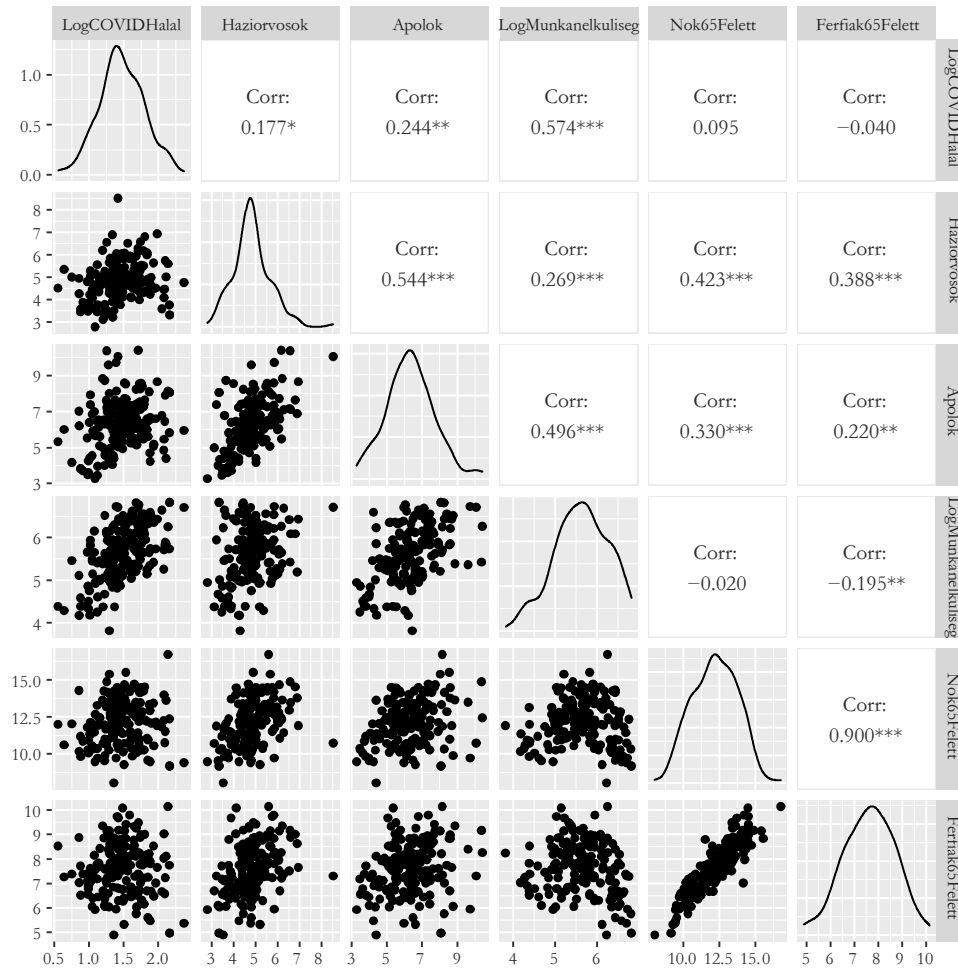 LogCOVIDHalal Haziorvosok Apolok LogMunkanelkuliseg Nok65Felett Ferfiak65Felett
1.0
0.5
0.0
Corr:
0.177*
Corr:
0.244**
Corr:
0.574***
Corr:
0.095
Corr:
−0.040
LogCOVIDHalal
8
7
6
5
4
3
Corr:
0.544***
Corr:
0.269***
Corr:
0.423***
Corr:
0.388***
Haziorvosok
9
7
5
3
Corr:
0.496***
Corr:
0.330***
Corr:
0.220**
Apolok
6
5
4
Corr:
−0.020
Corr:
−0.195**
LogMunkanelkuliseg
15.0
12.5
10.0
Corr:
0.900***
Nok65Felett
10
9
8
7
6
5
Ferfiak65Felett
0.5 1.0 1.5 2.0 3 4 5 6 7 8 3 5 7 9 4 5 6 10.0 12.5 15.0 5 6 7 8 9 10